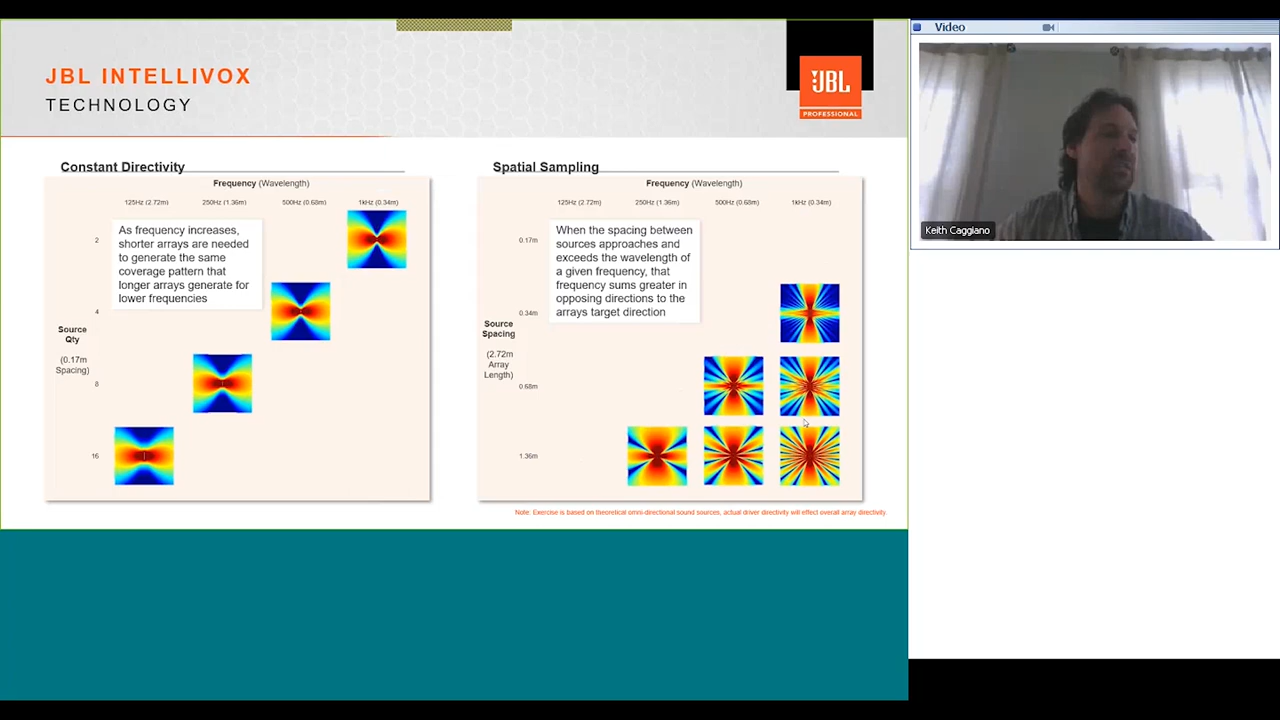 JBL INTELLIVOX
TECHNOLOGY
JBL
PROFESSIONAL
Video
Keith Caggiano
Constant Directivity
Frequency (Wavelength)
125Hz (2.72m) 250Hz (1.36m) 500Hz (0.68m) 1kHz (0.34m)
As frequency increases,
shorter arrays are needed
to generate the same
coverage pattern that
longer arrays generate for
lower frequencies
2
4
Source
Qty
(0.17m
Spacing)
8
16
Spatial Sampling
Frequency (Wavelength)
125Hz (2.72m) 250Hz (1.36m) 500Hz (0.68m) 1kHz (0.34m)
When the spacing between
sources approaches and
exceeds the wavelength of
a given frequency, that
frequency sums greater in
opposing directions to the
arrays target direction
0.17m
0.34m
Source
Spacing
(2.72m
Array
Length)
0.68m
1.36m
Note: Exercise is based on theoretical omni-directional sound sources, actual driver directivity will effect overall array directivity